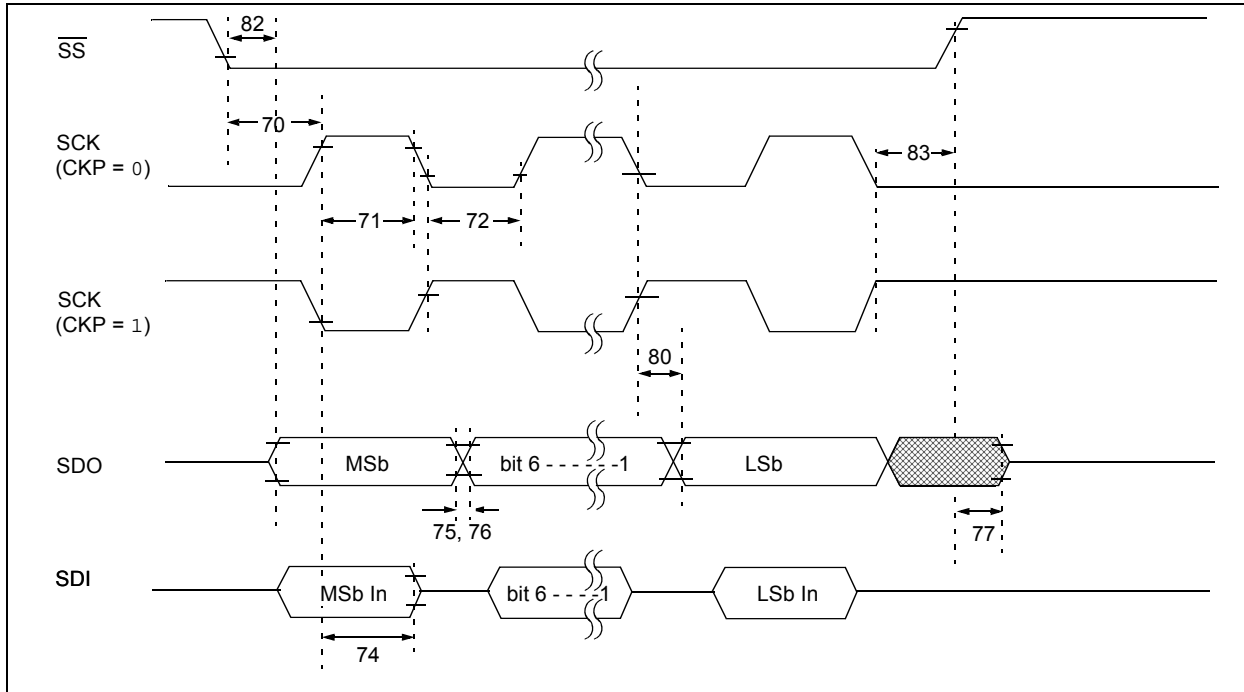 82
SS
70
SCK
(CKP = 0)
83
71
72
SCK
(CKP = 1)
80
SDO
MSb
bit 6 - - - - - -1
LSb
75, 76
77
SDI
MSb In
bit 6 - - - -1
LSb In
74